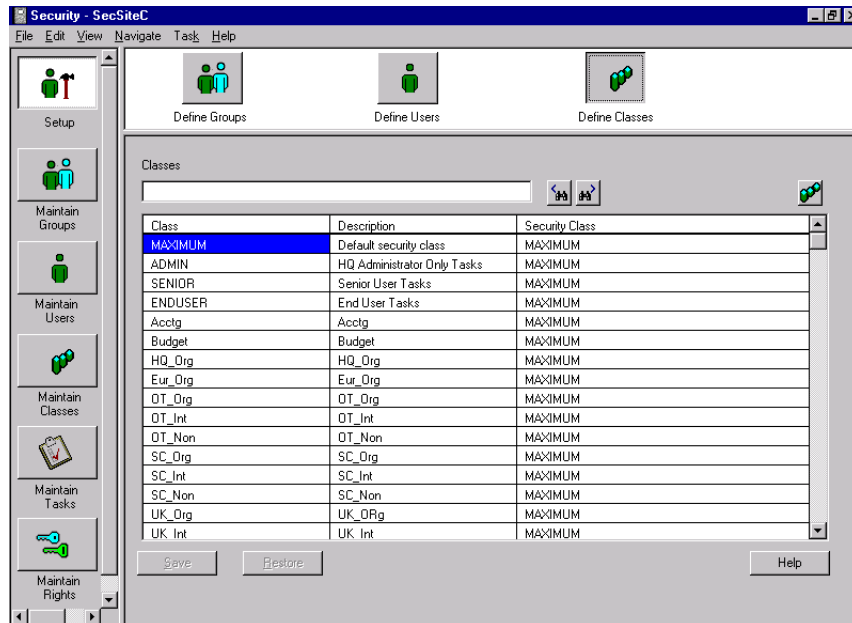 Security - SecSiteC
File Edit View Navigate Task Help
Setup
Maintain
Groups
Maintain
Users
Maintain
Classes
Maintain
Tasks
Maintain
Rights
Define Groups Define Users Define Classes
Classes
Class Description Security Class
MAXIMUM Default security class MAXIMUM
ADMIN HQ Administrator Only Tasks MAXIMUM
SENIOR Senior User Tasks MAXIMUM
ENDUSER End User Tasks MAXIMUM
Acctg Acctg MAXIMUM
Budget Budget MAXIMUM
HQ_Org HQ_Org MAXIMUM
Eur_Org Eur_Org MAXIMUM
OT_Org OT_Org MAXIMUM
OT_Int OT_Int MAXIMUM
OT_Non OT_Non MAXIMUM
SC_Org SC_Org MAXIMUM
SC_Int SC_Int MAXIMUM
SC_Non SC_Non MAXIMUM
UK_Org UK_ORg MAXIMUM
UK_Int UK_Int MAXIMUM
Save Restore Help